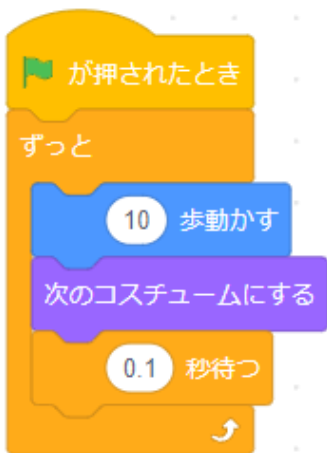 が押されたとき
ずっと
10 歩動かす
次のコスチュームにする
0.1 秒待つ